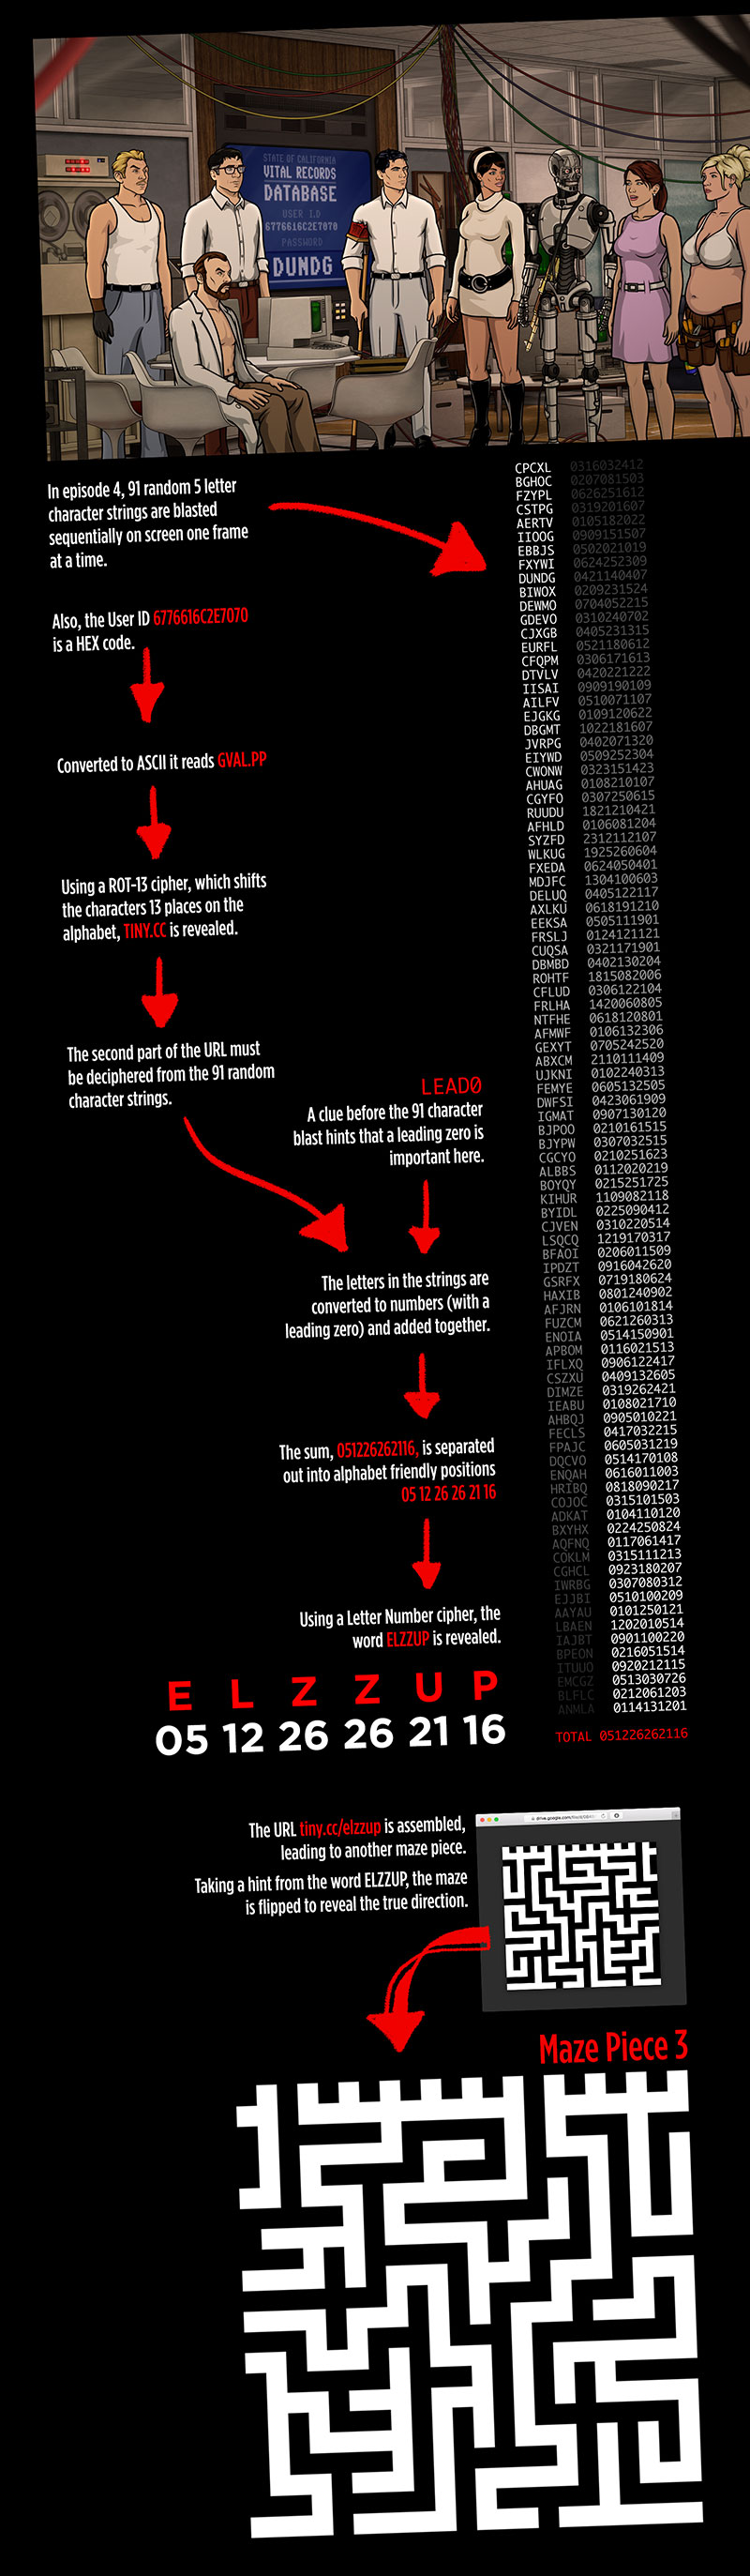 STATE OF CALIFORNIA
VITAL RECORDS
DATABASE
USER I.D
6776616C2E7070
PASSWORD
DUNDG
In episode 4, 91 random 5 letter
character strings are blasted
sequentially on screen one frame
at a time.
Also, the User ID 6776616C2E7070
is a HEX code.
Converted to ASCII it reads GVAL.PP
Using a ROT-13 cipher, which shifts
the characters 13 places on the
alphabet, TINY.CC is revealed.
The second part of the URL must
be deciphered from the 91 random
character strings.
LEAD0
A clue before the 91 character
blast hints that a leading zero is
important here.
The letters in the strings are
converted to numbers (with a
leading zero) and added together.
The sum, 051226262116, is separated
out into alphabet friendly positions
05 12 26 26 21 16
Using a Letter Number cipher, the
word ELZZUP is revealed.
E L Z Z U P
05 12 26 26 21 16
CPCXL 0316032412
BGHOC 0207081503
FZYPL 0626251612
CSTPG 0319201607
AERTV 0105182022
IIOOG 0909151507
EBBJS 0502021019
FXYWI 0624252309
DUNDG 0421140407
BIWOX 0209231524
DEWMO 0704052215
GDEVO 0310240702
CJXGB 0405231315
EURFL 0521180612
CFQPM 0306171613
DTVLV 0420221222
IISAI 0909190109
AILFV 0510071107
EJGKG 0109120622
DBGMT 1022181607
JVRPG 0402071320
EIYWD 0509252304
CWONW 0323151423
AHUAG 0108210107
CGYFO 0307250615
RUUDU 1821210421
AFHLD 0106081204
SYZFD 2312112107
WLKUG 1925260604
FXEDA 0624050401
MDJFC 1304100603
DELUQ 0405122117
AXLKU 0618191210
EEKSA 0505111901
FRSLJ 0124121121
CUQSA 0321171901
DBMBD 0402130204
ROHTF 1815082006
CFLUD 0306122104
FRLHA 1420060805
NTFHE 0618120801
AFMWF 0106132306
GEXYT 0705242520
ABXCM 2110111409
UJKNI 0102240313
FEMYE 0605132505
DWFSI 0423061909
IGMAT 0907130120
BJPOO 0210161515
BJYPW 0307032515
CGCYO 0210251623
ALBBS 0112020219
BOYQY 0215251725
KIHUR 1109082118
BYIDL 0225090412
CJVEN 0310220514
LSQCQ 1219170317
BFAOI 0206011509
IPDZT 0916042620
GSRFX 0719180624
HAXIB 0801240902
AFJRN 0106101814
FUZCM 0621260313
ENOIA 0514150901
APBOM 0116021513
IFLXQ 0906122417
CSZXU 0409132605
DIMZE 0319262421
IEABU 0108021710
AHBQJ 0905010221
FECLS 0417032215
FPAJC 0605031219
DQCVO 0514170108
ENQAH 0616011003
HRIBQ 0818090217
COJOC 0315101503
ADKAT 0104110120
BXYHX 0224250824
AQFNQ 0117061417
COKLM 0315111213
CGHCL 0923180207
IWRBG 0307080312
EJJBI 0510100209
AAYAU 0101250121
LBAEN 1202010514
IAJBT 0901100220
BPEON 0216051514
ITUUO 0920212115
EMCGZ 0513030726
BLFLC 0212061203
ANMLA 0114131201
TOTAL 051226262116
The URL tiny.cc/elzzup is assembled,
leading to another maze piece.
Taking a hint from the word ELZZUP, the maze
is flipped to reveal the true direction.
Maze Piece 3